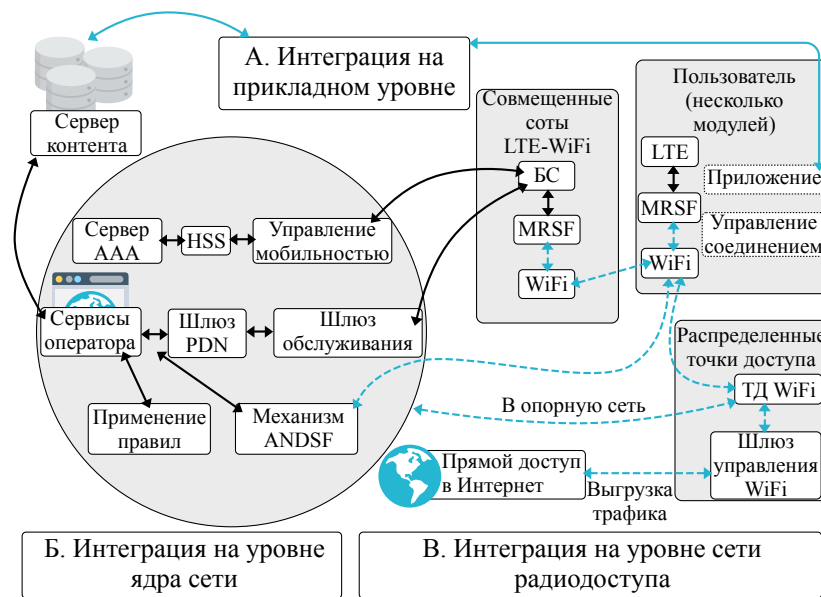 А. Интеграция на
прикладном уровне
Сервер
контента
Совмещенные
соты
LTE-WiFi
БС
MRSF
WiFi
Пользователь
(несколько
модулей)
LTE
Приложение
MRSF
Управление
соединением
WiFi
Сервер
AAA
HSS
Управление
мобильностью
Сервисы
оператора
Шлюз
PDN
Шлюз
обслуживания
Применение
правил
Механизм
ANDSF
Распределенные
точки доступа
ТД WiFi
Шлюз
управления
WiFi
В опорную сеть
Прямой доступ
в Интернет
Выгрузка
трафика
Б. Интеграция на уровне
ядра сети
В. Интеграция на уровне сети
радиодоступа